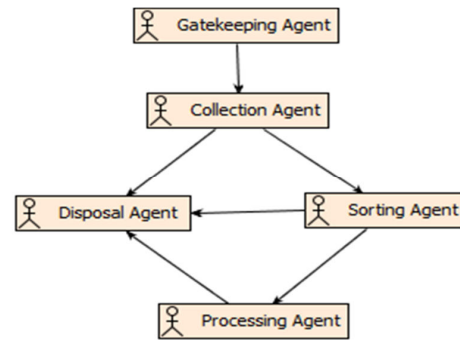 Gatekeeping Agent
Collection Agent
Disposal Agent
Sorting Agent
Processing Agent